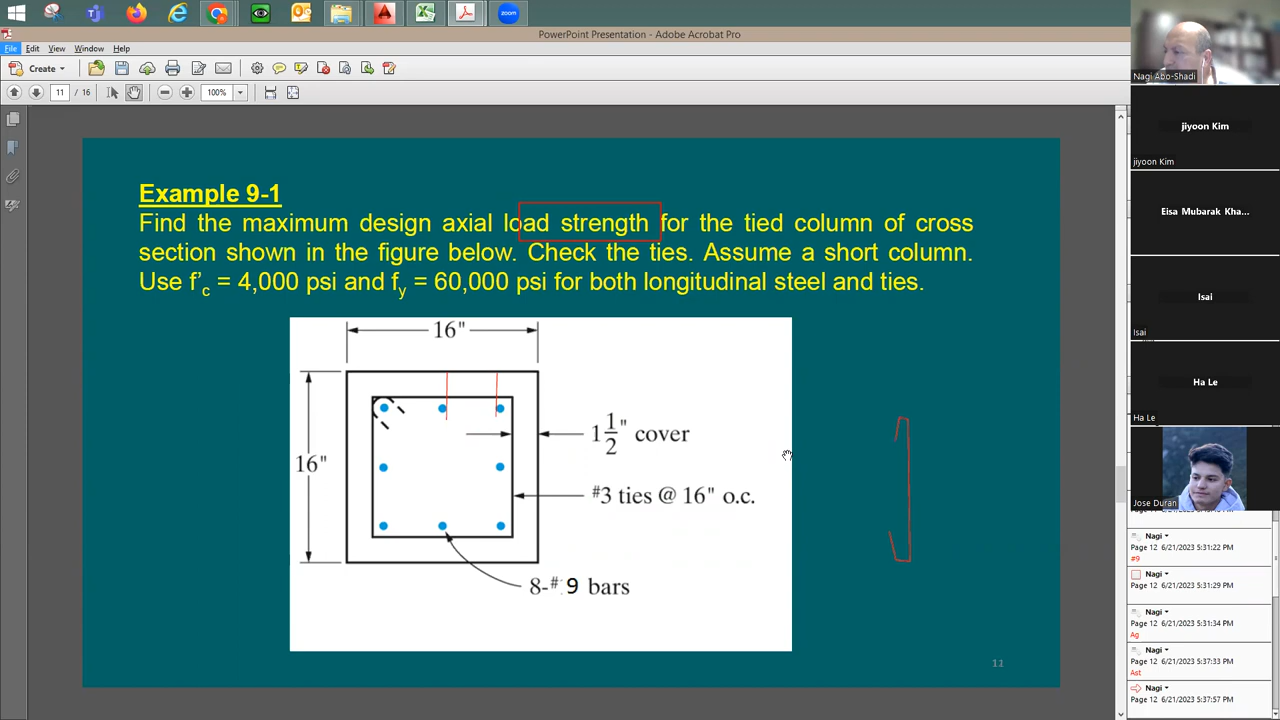 zoom
PowerPoint Presentation - Adobe Acrobat Pro
File Edit View Window Help
Create
11 / 16
100%
Example 9-1
Find the maximum design axial load strength for the tied column of cross
section shown in the figure below. Check the ties. Assume a short column.
Use f'c = 4,000 psi and fy = 60,000 psi for both longitudinal steel and ties.
16"
16"
1 1/2" cover
#3 ties @ 16" o.c.
8-#9 bars
11
Nagi Abo-Shadi
jiyoon Kim
jiyoon Kim
Eisa Mubarak Kha...
Isai
Isai
Ha Le
Ha Le
Jose Duran
Nagi
Page 12 6/21/2023 5:31:22 PM
#9
Nagi
Page 12 6/21/2023 5:31:29 PM
Nagi
Page 12 6/21/2023 5:31:34 PM
Ag
Nagi
Page 12 6/21/2023 5:37:33 PM
Ast
Nagi
Page 12 6/21/2023 5:37:57 PM